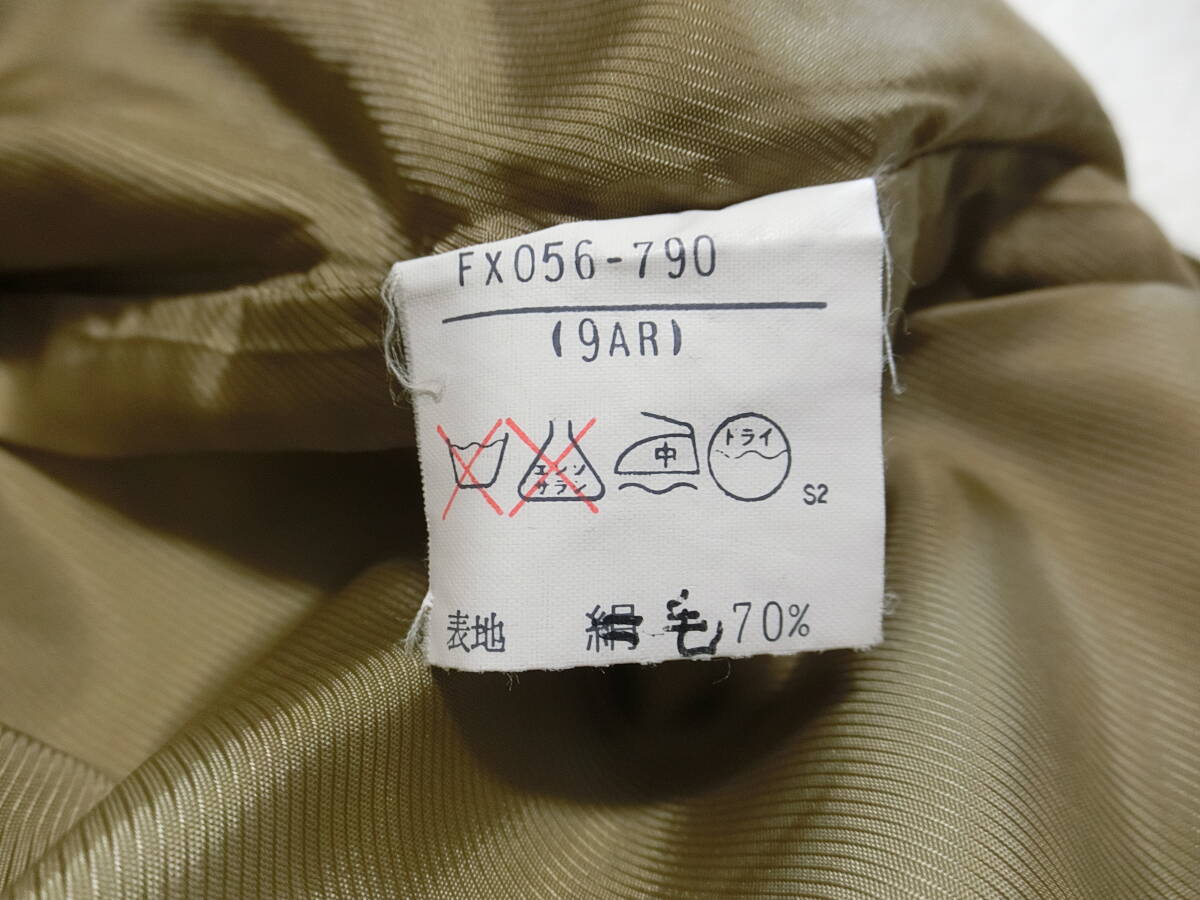 FX056-790
(9AR)
エンソ
サラシ
中
ドライ
S2
表地 絹 毛 70%